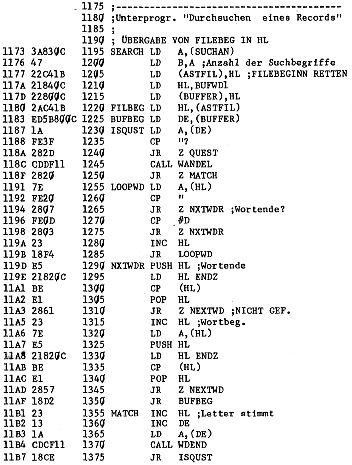 1175 ;-----------------------------------
1180 ;Unterprogr. "Durchsuchen eines Records"
1185 ;
1190 ; ÜBERGABE VON FILEBEG IN HL
1173 3A830C 1195 SEARCH LD A,(SUCHAN)
1176 47 1200 LD B,A ;Anzahl der Suchbegriffe
1177 22C41B 1205 LD (ASTFIL),HL ;FILEBEGINN RETTEN
117A 21840C 1210 LD HL,BUFWD1
117D 22800C 1215 LD (BUFFER),HL
1180 2AC41B 1220 FILBEG LD HL,(ASTFIL)
1183 ED5B800C 1225 BUFBEG LD DE,(BUFFER)
1187 1A 1230 ISQUST LD A,(DE)
1188 FE3F 1235 CP "?
118A 282D 1240 JR Z QUEST
118C CDDF11 1245 CALL WANDEL
118F 2820 1250 JR Z MATCH
1191 7E 1255 LOOPWD LD A,(HL)
1192 FE20 1260 CP "
1194 2807 1265 JR Z NXTWDR ;Wortende?
1196 FE0D 1270 CP #D
1198 2803 1275 JR Z NXTWDR
119A 23 1280 INC HL
119B 18F4 1285 JR LOOPWD
119D E5 1290 NXTWDR PUSH HL ;Wortende
119E 21820C 1295 LD HL ENDZ
11A1 BE 1300 CP (HL)
11A2 E1 1305 POP HL
11A3 2861 1310 JR Z NEXTWD ;NICHT GEF.
11A5 23 1315 INC HL ;Wortbeg.
11A6 7E 1320 LD A,(HL)
11A7 E5 1325 PUSH HL
11A8 21820C 1330 LD HL ENDZ
11AB BE 1335 CP (HL)
11AC E1 1340 POP HL
11AD 2857 1345 JR Z NEXTWD
11AF 18D2 1350 JR BUFBEG
11B1 23 1355 MATCH INC HL ;Letter stimmt
11B2 13 1360 INC DE
11B3 1A 1365 LD A,(DE)
11B4 CDCF11 1370 CALL WDEND
11B7 18CE 1375 JR ISQUST